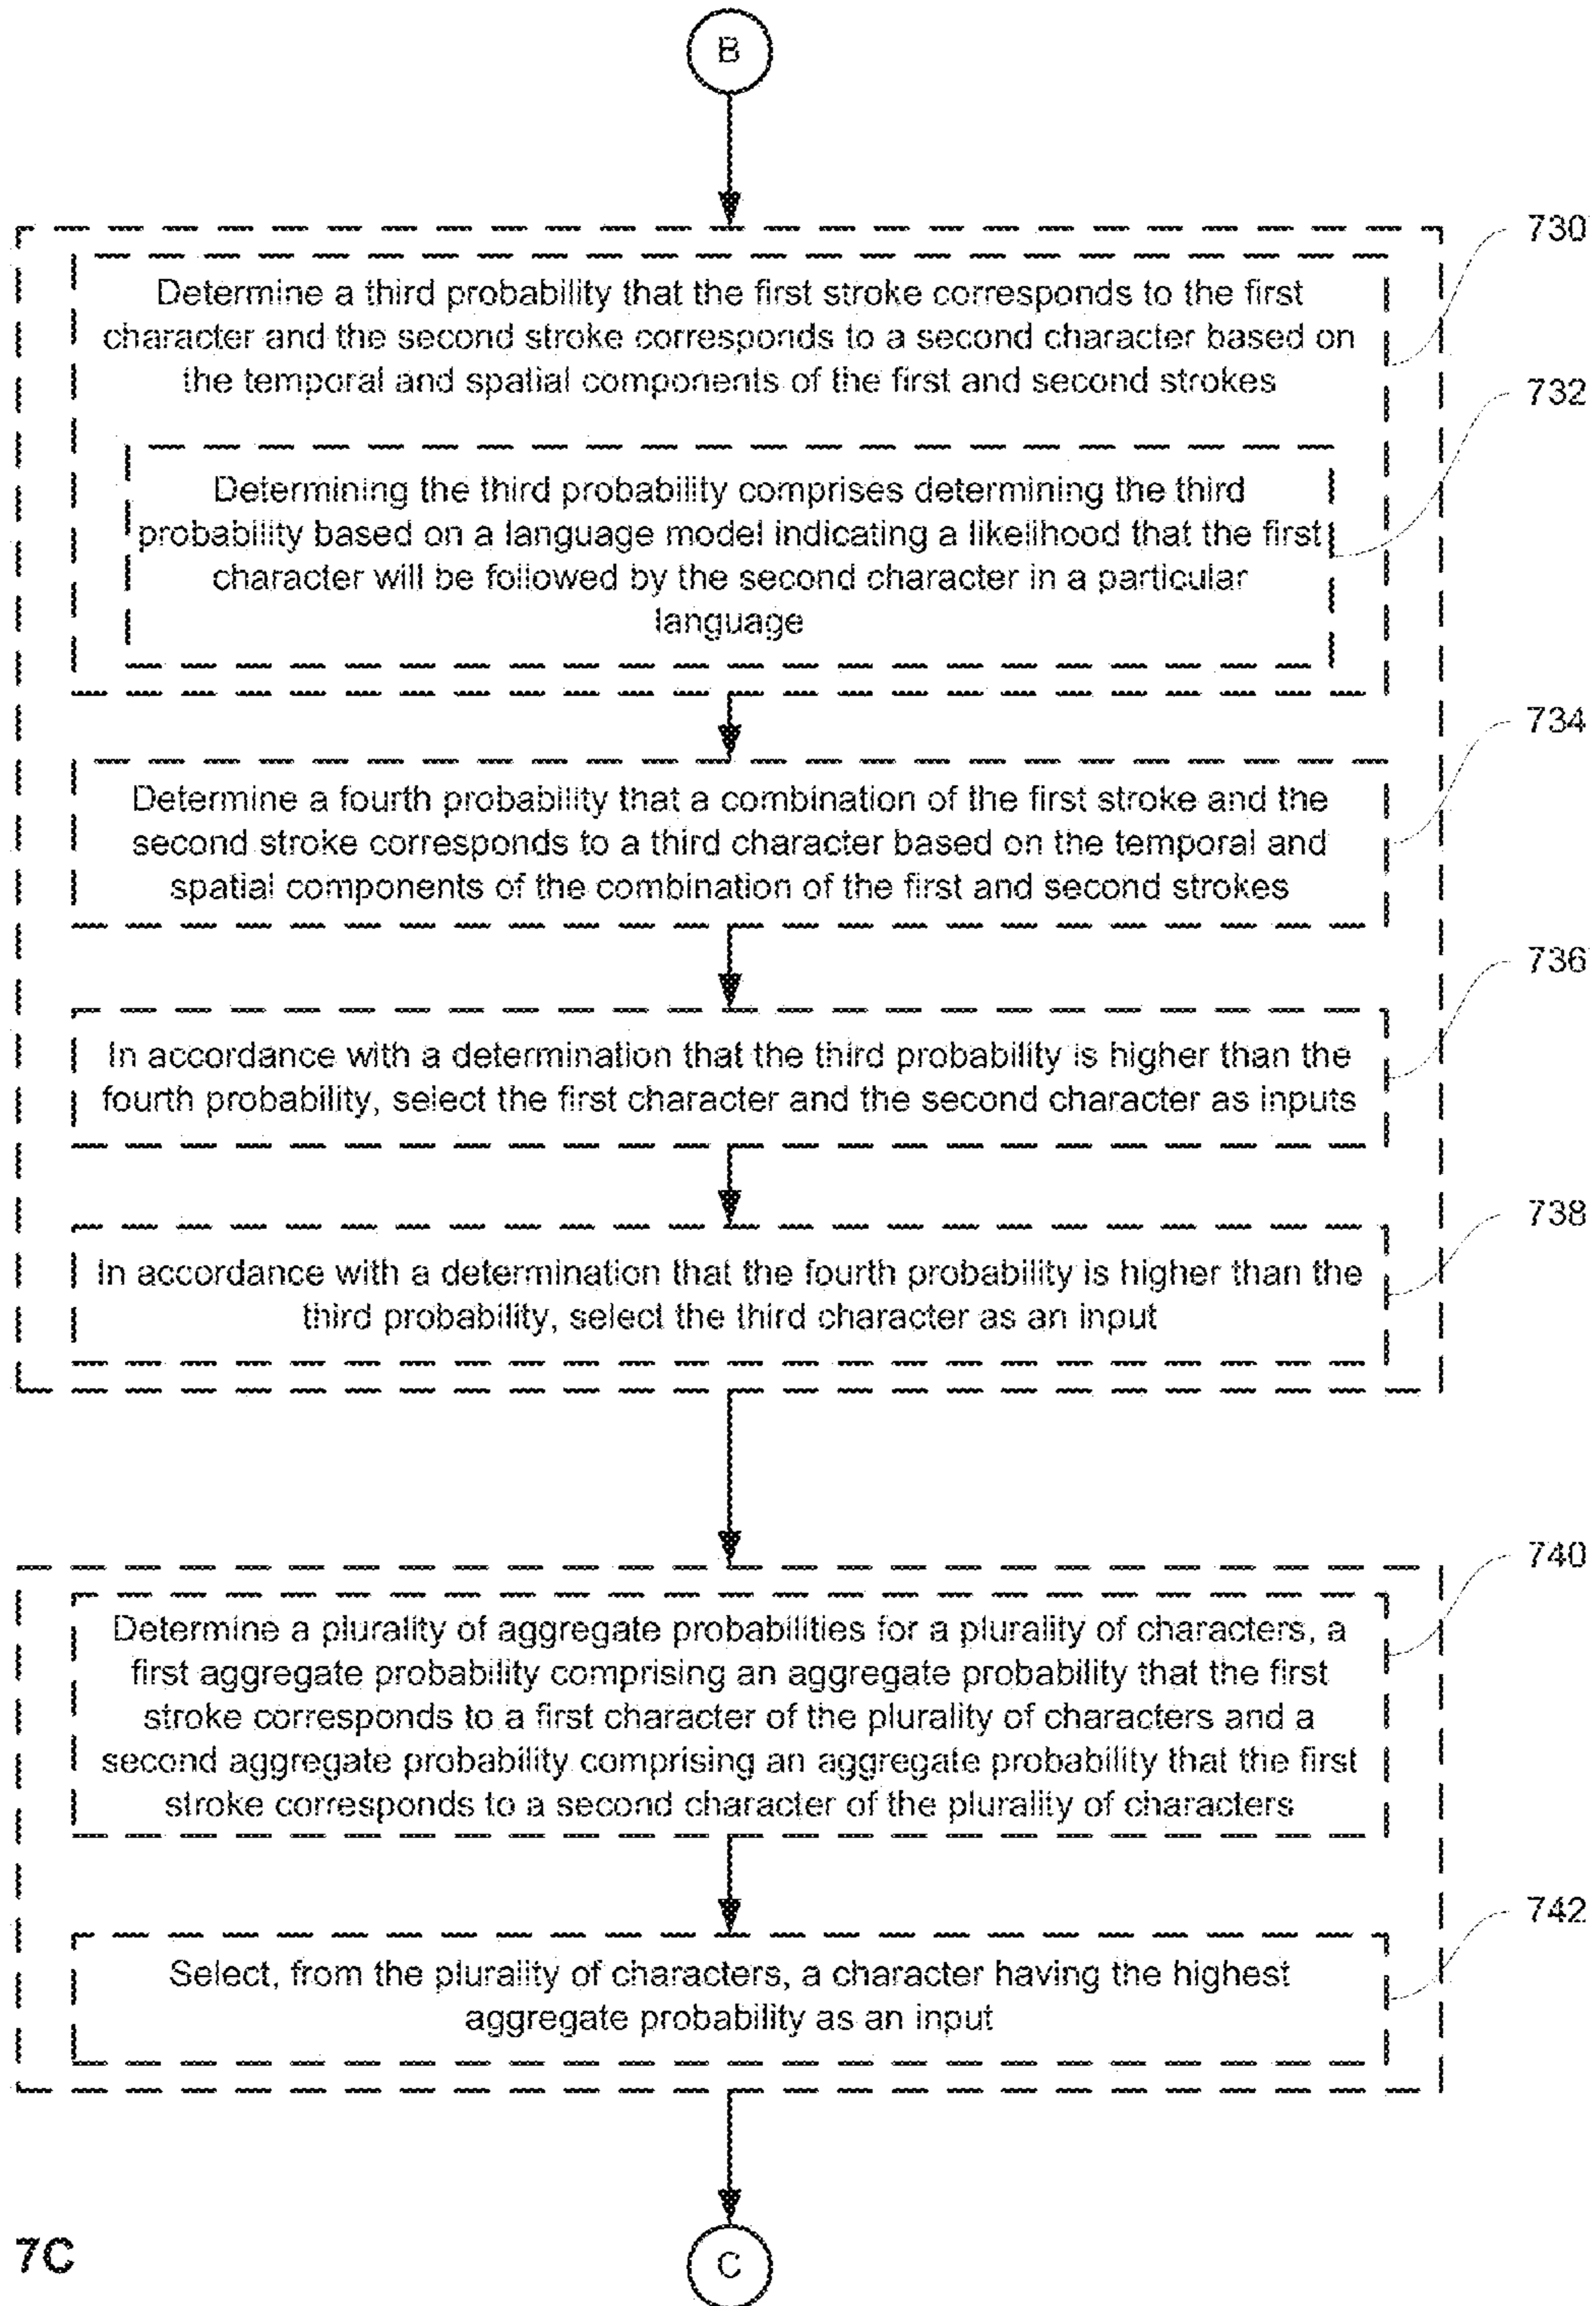 B
730
Determine a third probability that the first stroke corresponds to the first
character and the second stroke corresponds to a second character based on
the temporal and spatial components of the first and second strokes
732
Determining the third probability comprises determining the third
probability based on a language model indicating a likelihood that the first
character will be followed by the second character in a particular
language
734
Determine a fourth probability that a combination of the first stroke and the
second stroke corresponds to a third character based on the temporal and
spatial components of the combination of the first and second strokes
736
In accordance with a determination that the third probability is higher than the
fourth probability, select the first character and the second character as inputs
738
In accordance with a determination that the fourth probability is higher than the
third probability, select the third character as an input
740
Determine a plurality of aggregate probabilities for a plurality of characters, a
first aggregate probability comprising an aggregate probability that the first
stroke corresponds to a first character of the plurality of characters and a
second aggregate probability comprising an aggregate probability that the first
stroke corresponds to a second character of the plurality of characters
742
Select, from the plurality of characters, a character having the highest
aggregate probability as an input
7C
C